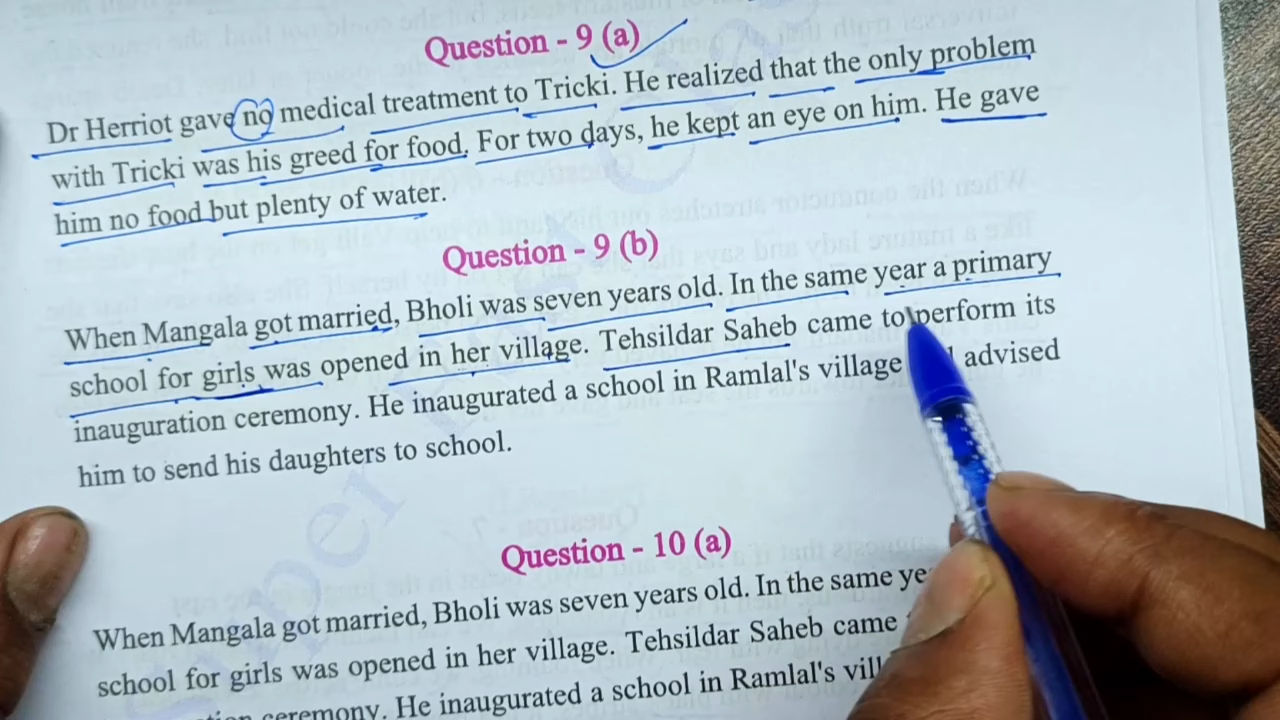 Question - 9 (a)
Dr Herriot gave no medical treatment to Tricki. He realized that the only problem
with Tricki was his greed for food. For two days, he kept an eye on him. He gave
him no food but plenty of water.
Question - 9 (b)
When Mangala got married, Bholi was seven years old. In the same year a primary
school for girls was opened in her village. Tehsildar Saheb came to perform its
inauguration ceremony. He inaugurated a school in Ramlal's village advised
him to send his daughters to school.
Question - 10 (a)
When Mangala got married, Bholi was seven years old. In the same
school for girls was opened in her village. Tehsildar Saheb came
ceremony. He inaugurated a school in Ramlal's